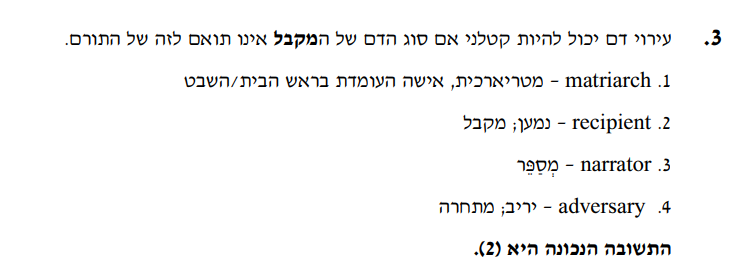 3. עירוי דם יכול להיות קטלני אם סוג הדם של המקבל אינו תואם לזה של התורם.
1. matriarch – מטריארכית, אישה העומדת בראש הבית/השבט
2. recipient – נמען; מקבל
3. narrator – מְסַפֵּר
4. adversary – יריב; מתחרה
התשובה הנכונה היא (2).